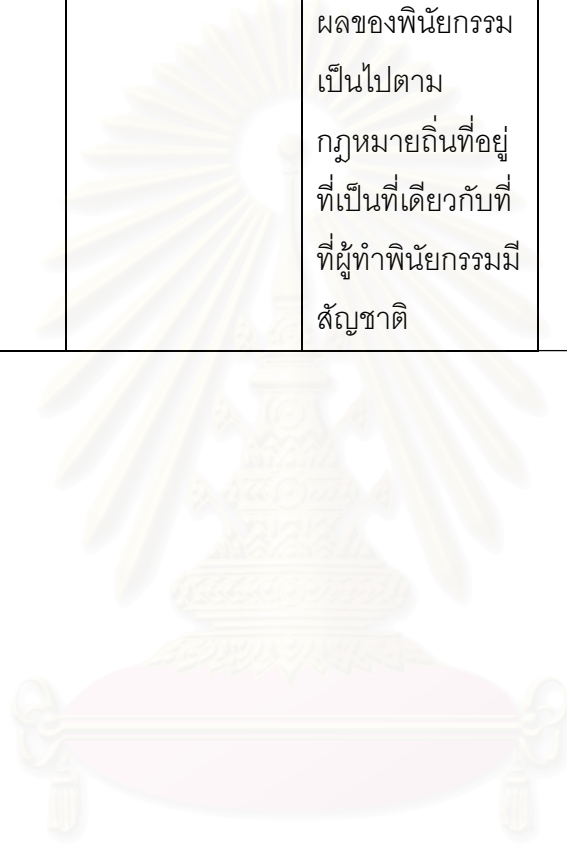 ผลของพินัยกรรม
เป็นไปตาม
กฎหมายถิ่นที่อยู่
ที่เป็นที่เดียวกับที่
ที่ผู้ทำพินัยกรรมมี
สัญชาติ